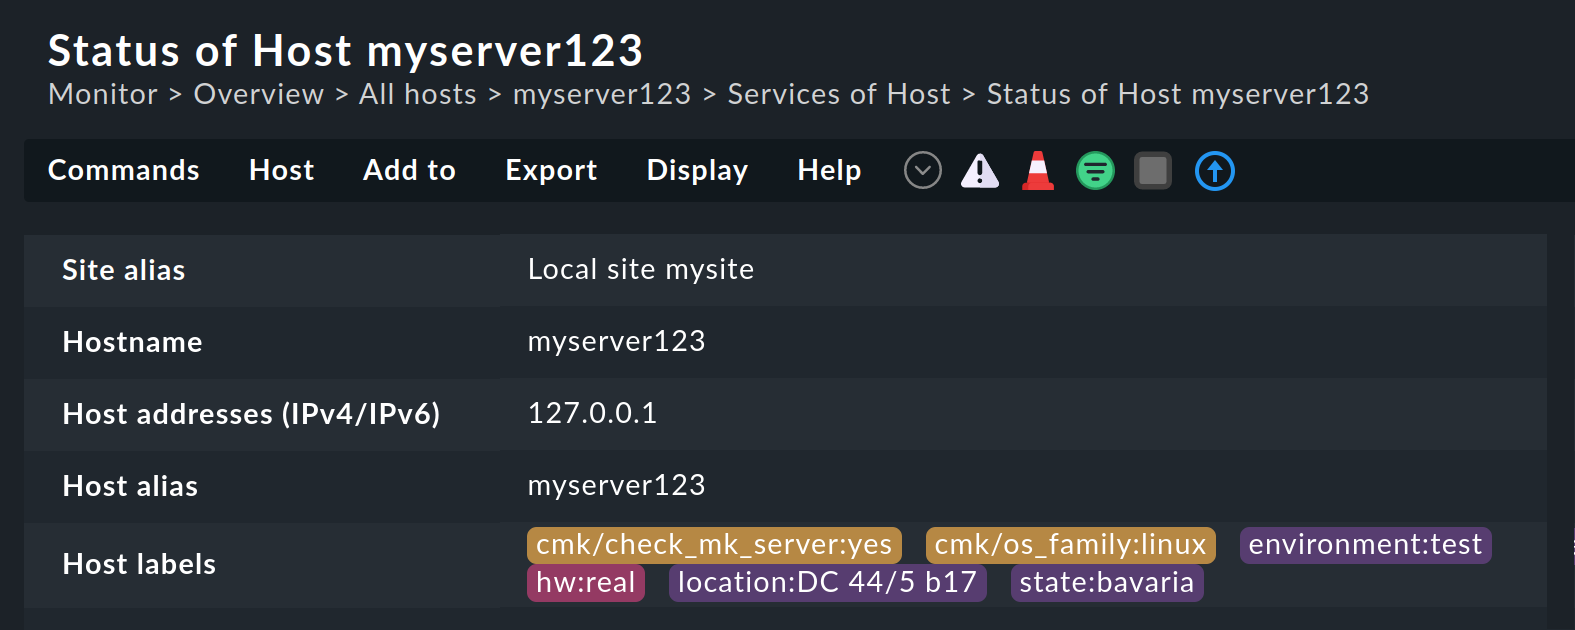 Status of Host myserver123
Monitor > Overview > All hosts > myserver123 > Services of Host > Status of Host myserver123
Commands Host Add to Export Display Help
Site alias Local site mysite
Hostname myserver123
Host addresses (IPv4/IPv6) 127.0.0.1
Host alias myserver123
Host labels cmk/check_mk_server:yes cmk/os_family:linux environment:test
hw:real location:DC 44/5 b17 state:bavaria